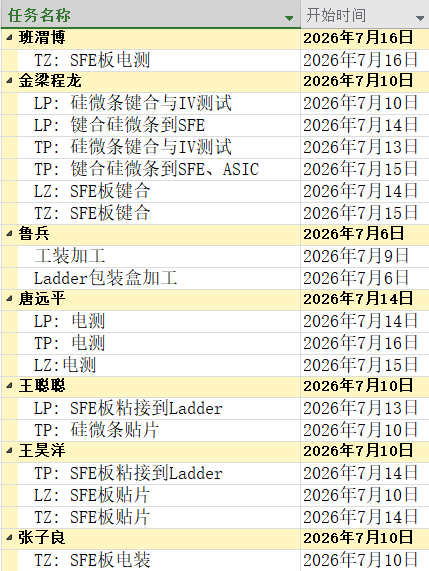 任务名称 开始时间
班渭博 2026年7月16日
TZ: SFE板电测 2026年7月16日
金梁程龙 2026年7月10日
LP: 硅微条键合与IV测试 2026年7月10日
LP: 键合硅微条到SFE 2026年7月14日
TP: 硅微条键合与IV测试 2026年7月13日
TP: 键合硅微条到SFE、ASIC 2026年7月15日
LZ: SFE板键合 2026年7月14日
TZ: SFE板键合 2026年7月15日
鲁兵 2026年7月6日
工装加工 2026年7月9日
Ladder包装盒加工 2026年7月6日
唐远平 2026年7月14日
LP: 电测 2026年7月14日
TP: 电测 2026年7月16日
LZ:电测 2026年7月15日
王聪聪 2026年7月10日
LP: SFE板粘接到Ladder 2026年7月13日
TP: 硅微条贴片 2026年7月10日
王昊洋 2026年7月10日
TP: SFE板粘接到Ladder 2026年7月14日
LZ: SFE板贴片 2026年7月10日
TZ: SFE板贴片 2026年7月14日
张子良 2026年7月10日
TZ: SFE板电装 2026年7月10日